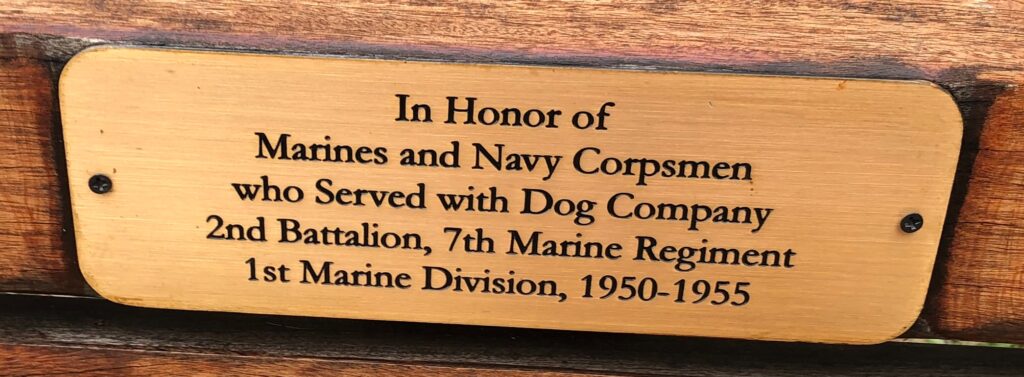 In Honor of
Marines and Navy Corpsmen
who Served with Dog Company
2nd Battalion, 7th Marine Regiment
1st Marine Division, 1950-1955